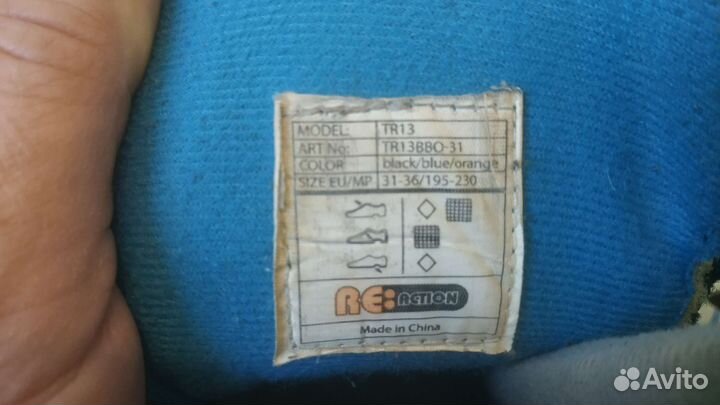 MODEL: TR13
ART No: TR13BBO-31
COLOR black/blue/orange
SIZE EU/MP 31-36/195-230
RE:ACTION
Made in China
Avito